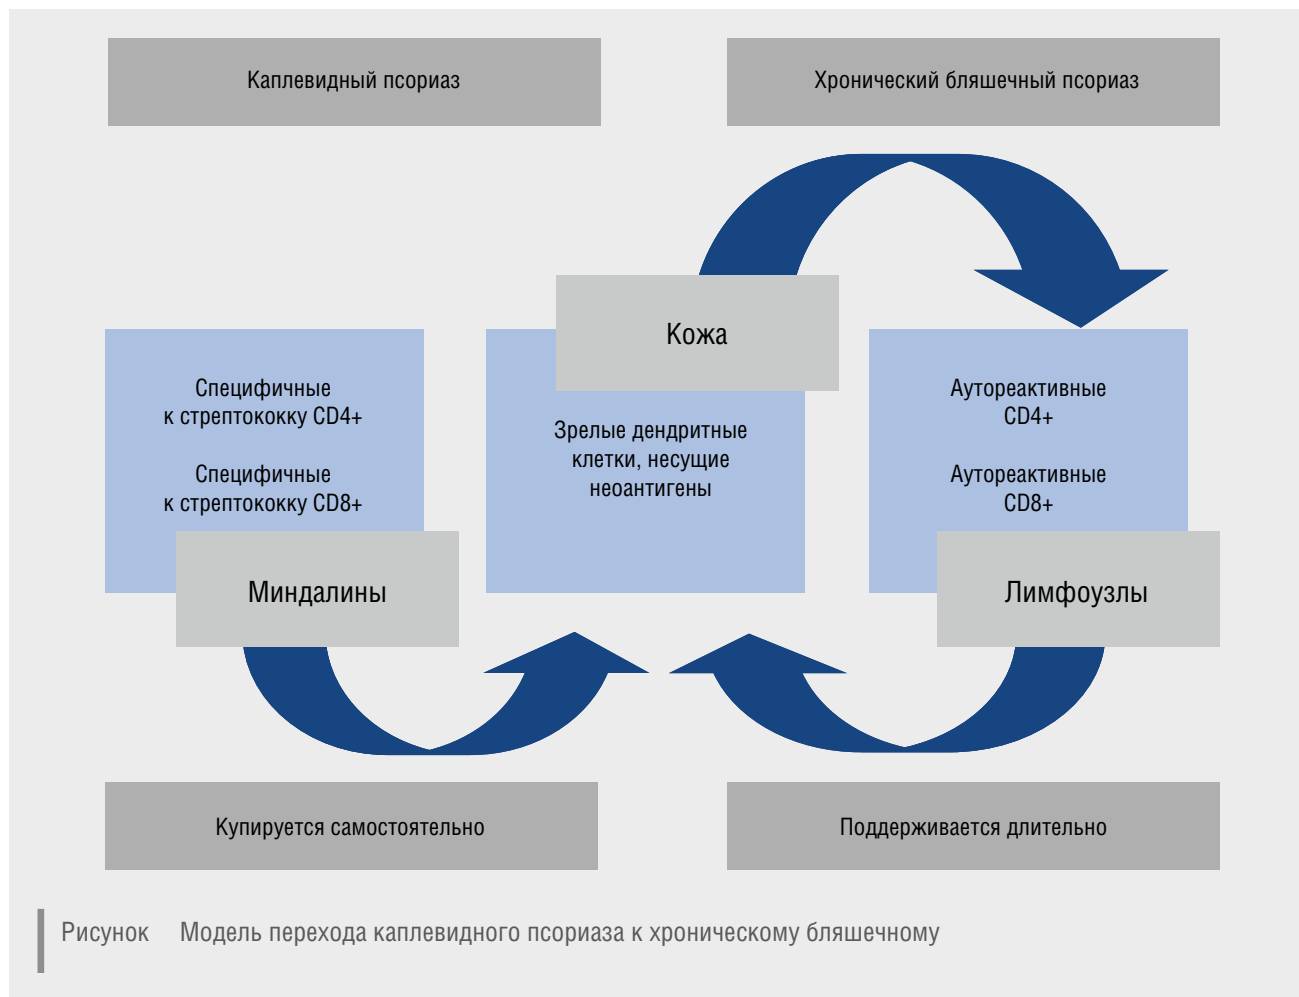 Каплевидный псориаз
Хронический бляшечный псориаз
Кожа
Специфичные
к стрептококку CD4+
Специфичные
к стрептококку CD8+
Миндалины
Зрелые дендритные
клетки, несущие
неоантигены
Аутореактивные
CD4+
Аутореактивные
CD8+
Лимфоузлы
Купируется самостоятельно
Поддерживается длительно
Рисунок Модель перехода каплевидного псориаза к хроническому бляшечному